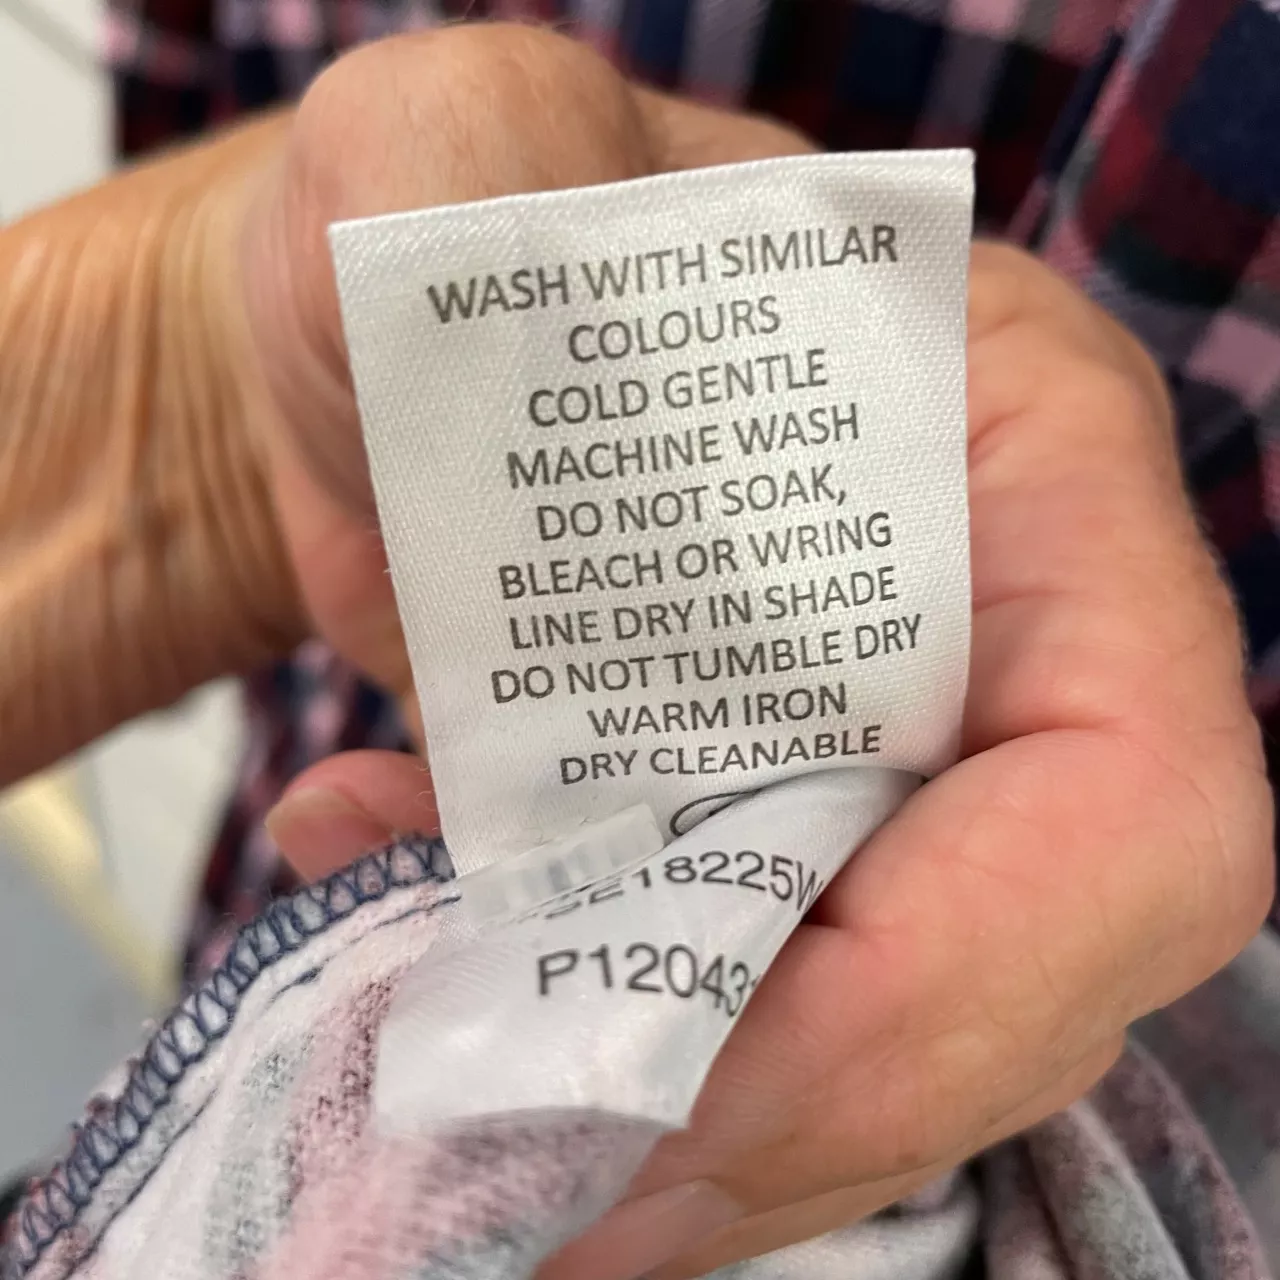 WASH WITH SIMILAR
COLOURS
COLD GENTLE
MACHINE WASH
DO NOT SOAK,
BLEACH OR WRING
LINE DRY IN SHADE
DO NOT TUMBLE DRY
WARM IRON
DRY CLEANABLE